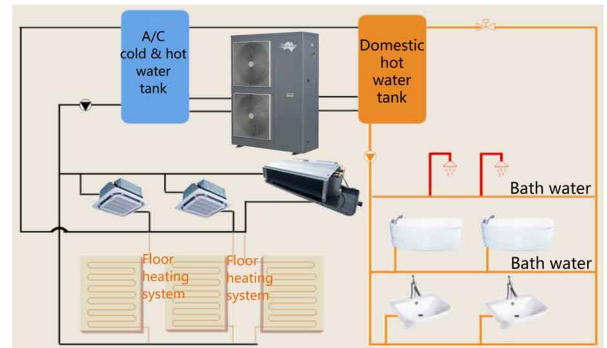 A/C
cold & hot
water
tank
Domestic
hot
water
tank
Bath water
Bath water
Floor
heating
system
Floor
heating
system